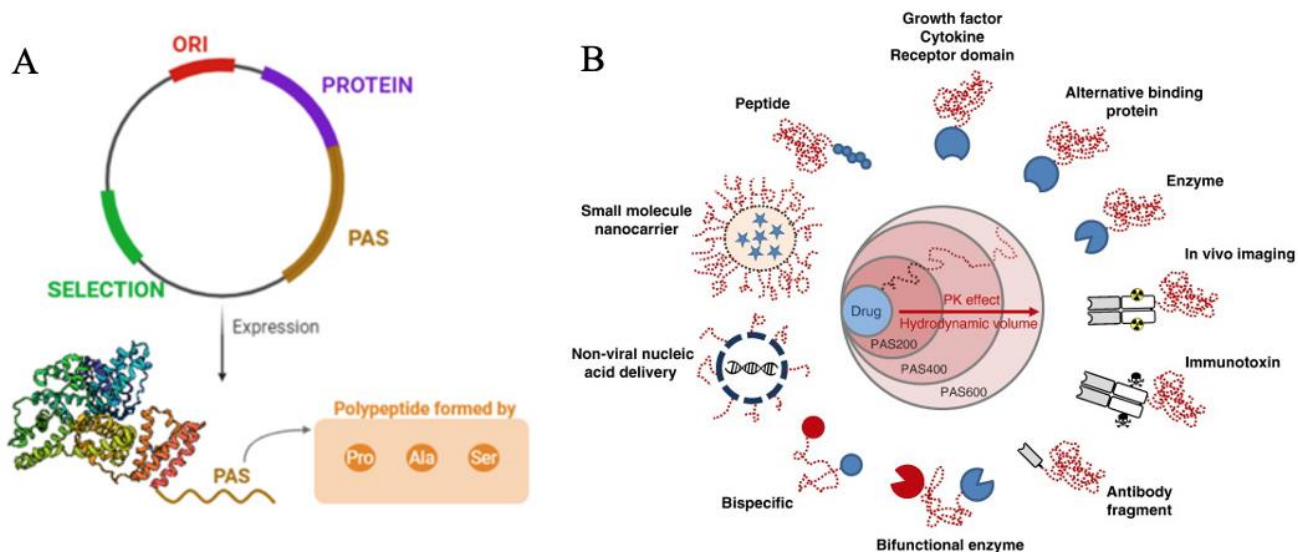 A
ORI
PROTEIN
PAS
SELECTION
Expression
PAS
Polypeptide formed by
Pro
Ala
Ser
B
Growth factor
Cytokine
Receptor domain
Alternative binding
protein
Enzyme
In vivo imaging
Immunotoxin
Antibody
fragment
Bifunctional enzyme
Bispecific
Non-viral nucleic
acid delivery
Small molecule
nanocarrier
Peptide
Drug
PK effect
Hydrodynamic volume
PAS200
PAS400
PAS600